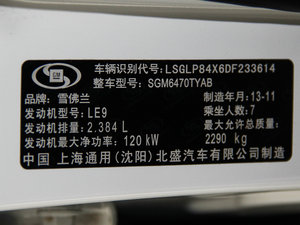 车辆识别代号:LSGLP84X6DF233614
整车型号:SGM6470TYAB
品牌:雪佛兰 制造年月:13-11
发动机型号:LE9 乘坐人数:7
发动机排量:2.384 L 最大允许总质量:
发动机最大净功率:120 kW 2290 kg
中国 上海通用(沈阳)北盛汽车有限公司制造